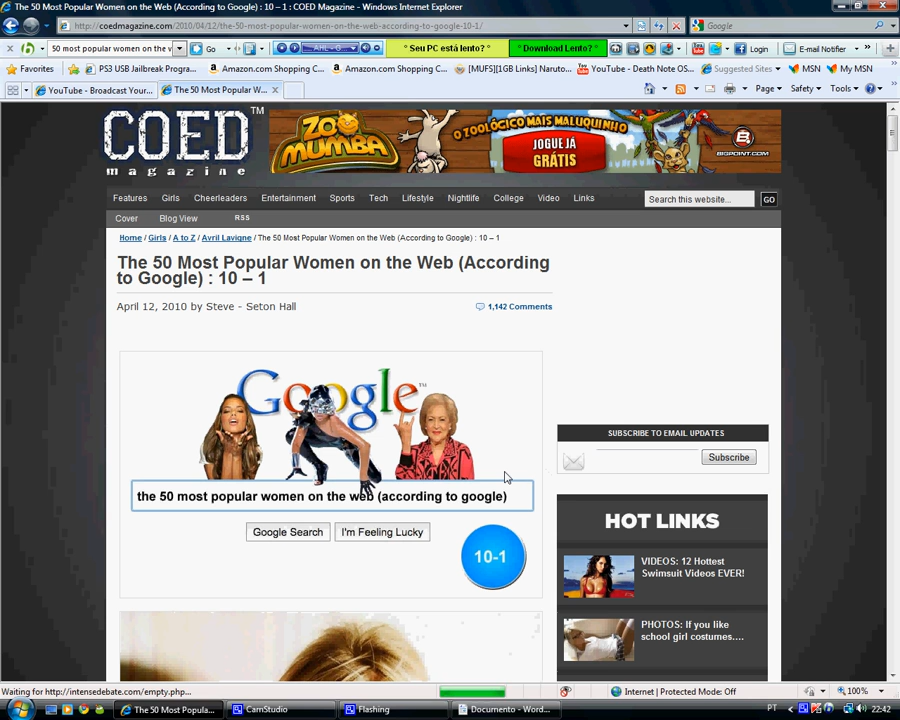 The 50 Most Popular Women on the Web (According to Google) : 10 – 1 : COED Magazine - Windows Internet Explorer
http://coedmagazine.com/2010/04/12/the-50-most-popular-women-on-the-web-according-to-google-10-1/
Google
50 most popular women on the w
Go
AHL - G...
° Seu PC está lento? °
° Download Lento? °
Login
E-mail Notifier
Favorites
PS3 USB Jailbreak Progra...
Amazon.com Shopping C...
Amazon.com Shopping C...
[MUFS][1GB Links] Naruto...
YouTube - Death Note OS...
Suggested Sites
MSN
My MSN
YouTube - Broadcast Your...
The 50 Most Popular W...
Page
Safety
Tools
COED TM
magazine
ZOO MUMBA
O ZOOLÓGICO MAIS MALUQUINHO
JOGUE JÁ
GRÁTIS
BIGPOINT.COM
Features Girls Cheerleaders Entertainment Sports Tech Lifestyle Nightlife College Video Links
Search this website...
GO
Cover Blog View RSS
Home / Girls / A to Z / Avril Lavigne / The 50 Most Popular Women on the Web (According to Google) : 10 – 1
The 50 Most Popular Women on the Web (According
to Google) : 10 – 1
April 12, 2010 by Steve - Seton Hall
1,142 Comments
Google TM
the 50 most popular women on the web (according to google)
Google Search
I'm Feeling Lucky
10-1
SUBSCRIBE TO EMAIL UPDATES
Subscribe
HOT LINKS
VIDEOS: 12 Hottest
Swimsuit Videos EVER!
PHOTOS: If you like
school girl costumes....
Waiting for http://intensedebate.com/empty.php...
Internet | Protected Mode: Off
100%
The 50 Most Popula...
CamStudio
Flashing
Documento - Word...
PT
22:42